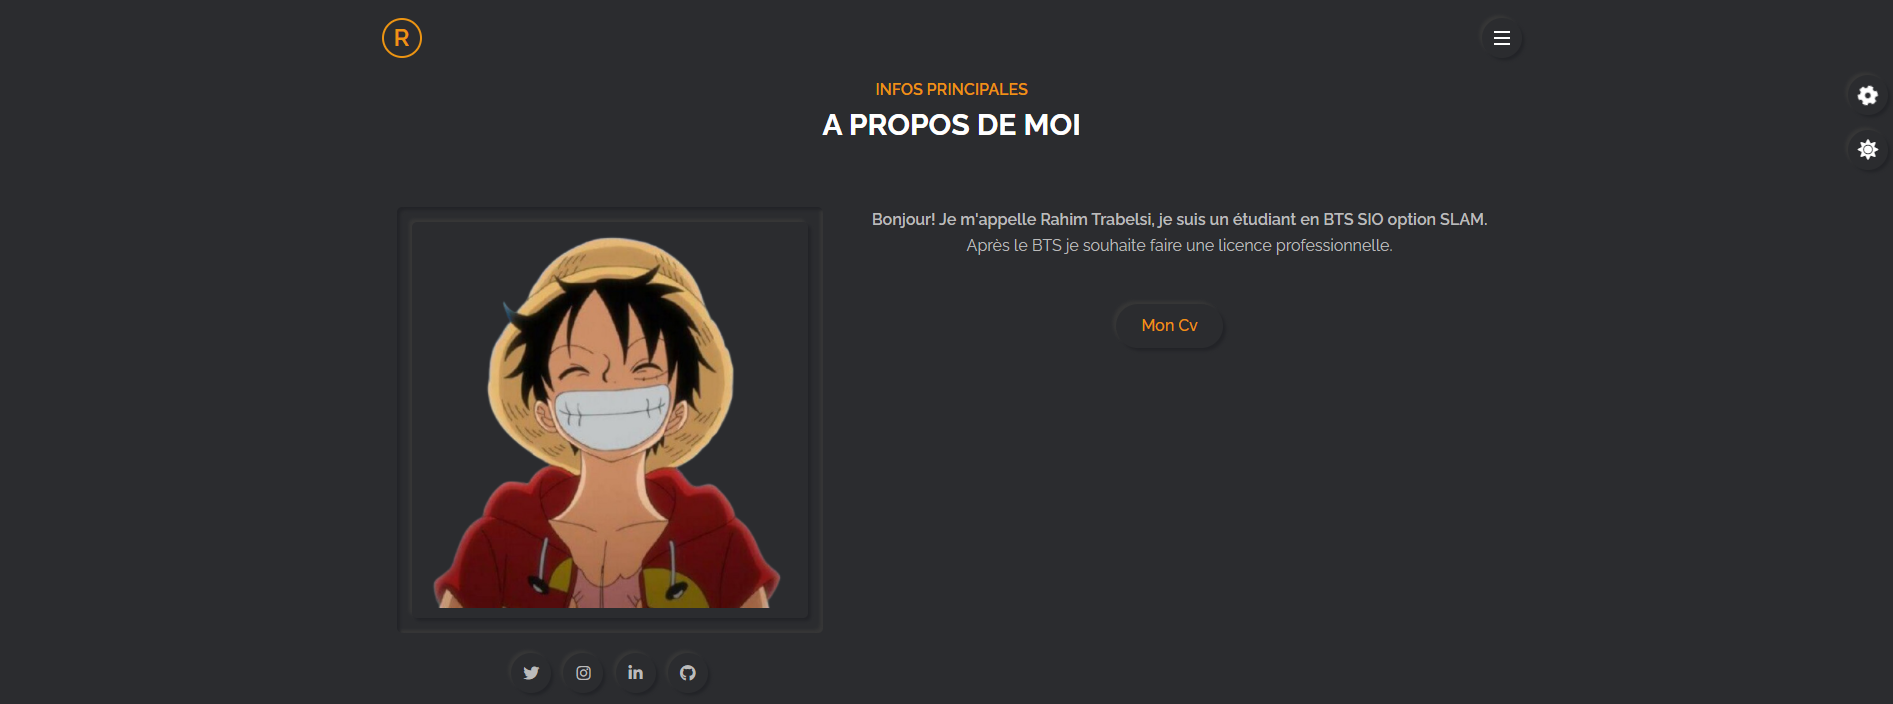 R
INFOS PRINCIPALES
A PROPOS DE MOI
Bonjour! Je m'appelle Rahim Trabelsi, je suis un étudiant en BTS SIO option SLAM.
Après le BTS je souhaite faire une licence professionnelle.
Mon Cv